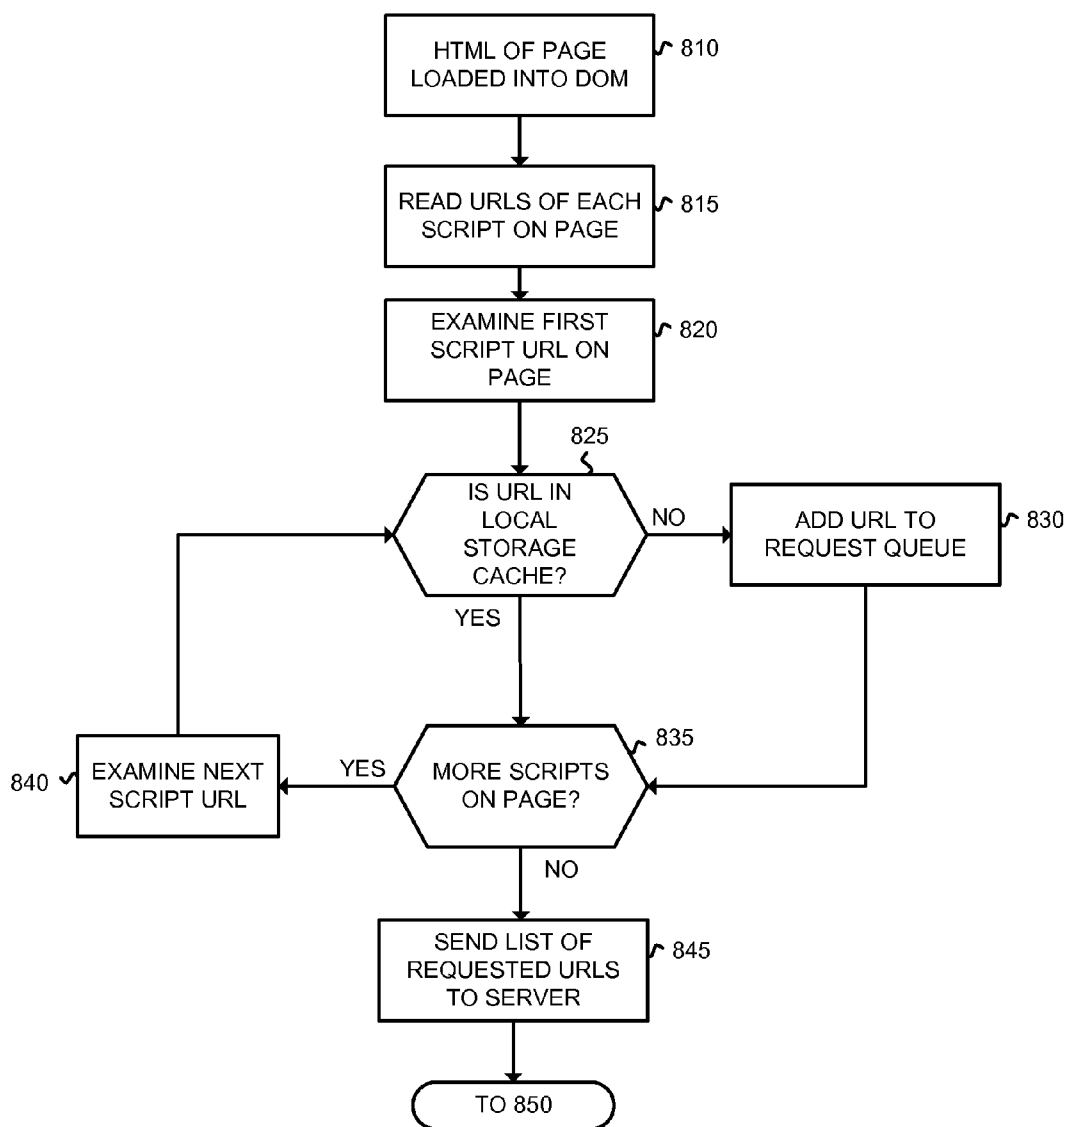 HTML OF PAGE
LOADED INTO DOM
810
READ URLS OF EACH
SCRIPT ON PAGE
815
EXAMINE FIRST
SCRIPT URL ON
PAGE
820
825
IS URL IN
LOCAL
STORAGE
CACHE?
NO
ADD URL TO
REQUEST QUEUE
830
YES
835
MORE SCRIPTS
ON PAGE?
YES
EXAMINE NEXT
SCRIPT URL
840
NO
SEND LIST OF
REQUESTED URLS
TO SERVER
845
TO 850